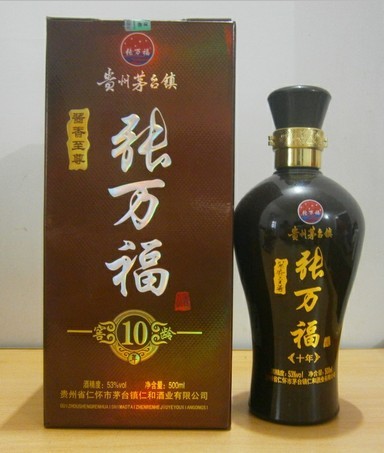 张万福
贵州茅台镇
酱香至尊
张万福
窖 10 龄
年
酒精度:53%vol 净含量:500ml
贵州省仁怀市茅台镇仁和酒业有限公司
张万福
贵州茅台镇
张万福
《十年》